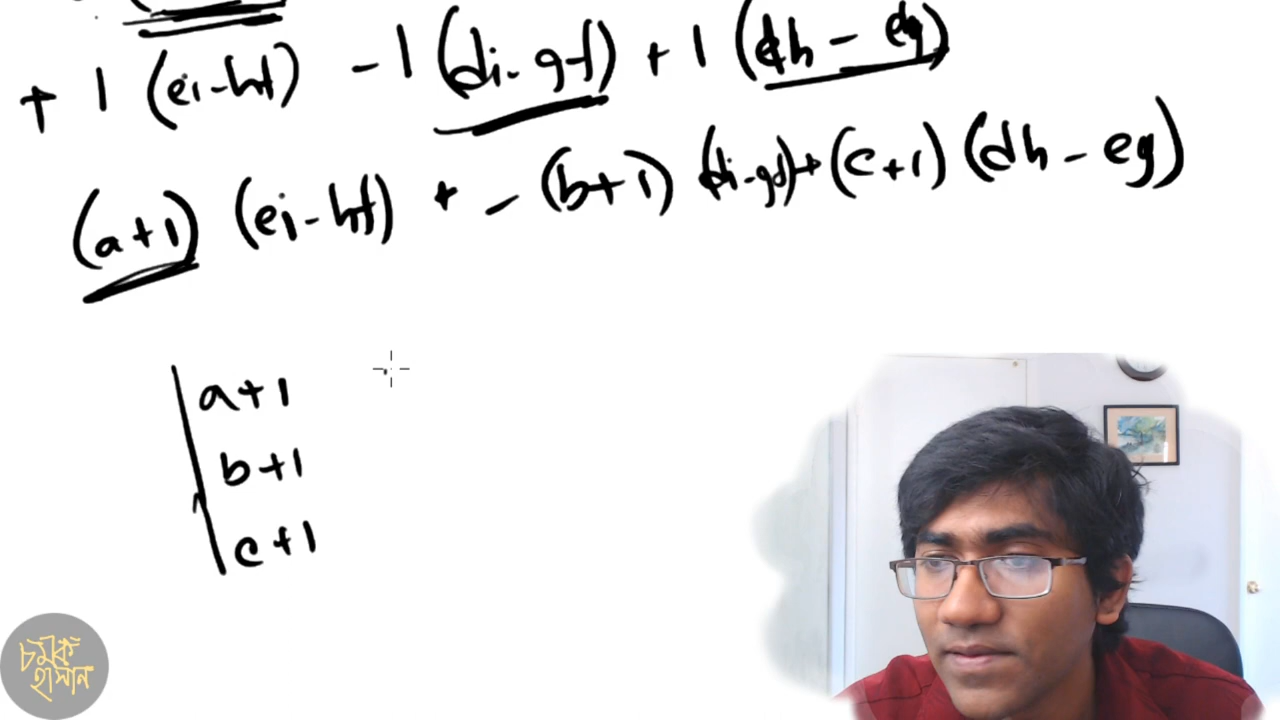 + 1 (ei-hf) - 1 (di-gf) + 1 (dh - eg)
(a+1) (ei-hf) + - (b+1) (di-gf) + (c+1) (dh - eg)
a+1
b+1
c+1
চমক
হাসান